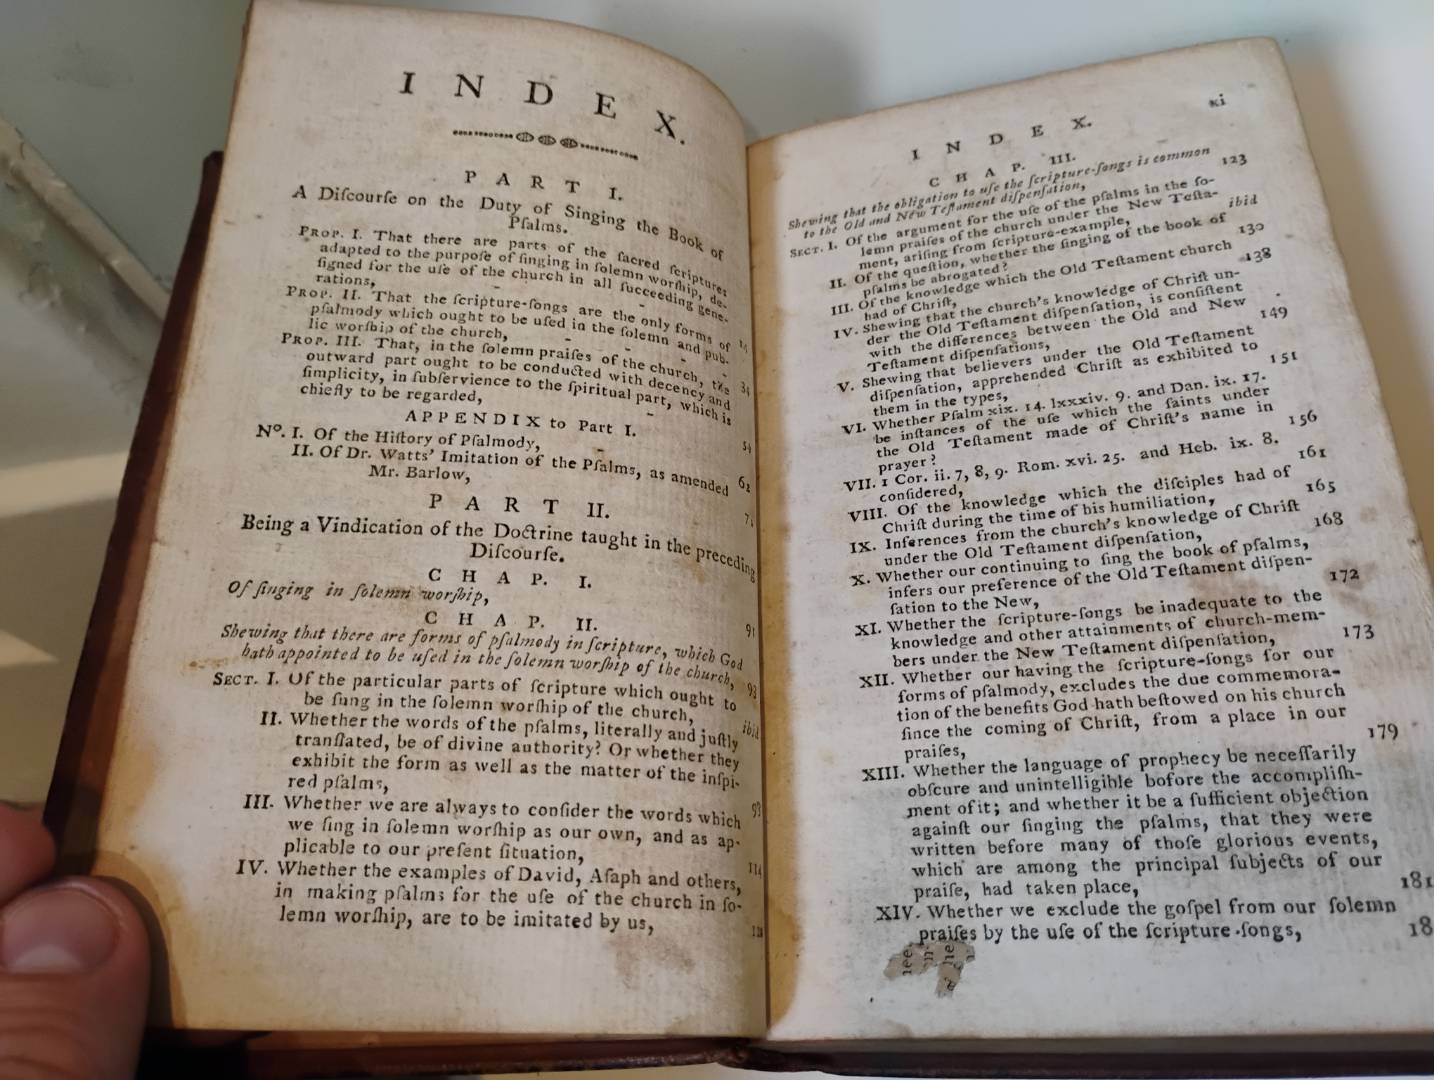 INDEX.
PART I.
A Diſcourſe on the Duty of Singing the Book of
Pſalms.
PROP. I. That there are parts of the ſacred ſcriptures
adapted to the purpoſe of ſinging in ſolemn worſhip, de-
ſigned for the uſe of the church in all ſucceeding gene-
rations,
PROP. II. That the ſcripture-ſongs are the only forms of
pſalmody which ought to be uſed in the ſolemn and pub-
lic worſhip of the church,
PROP. III. That, in the ſolemn praiſes of the church, the 34
outward part ought to be conducted with decency and
ſimplicity, in ſubſervience to the ſpiritual part, which is
chiefly to be regarded,
APPENDIX to Part I. 54
Nº. I. Of the Hiſtory of Pſalmody,
II. Of Dr. Watts' Imitation of the Pſalms, as amended 62
Mr. Barlow,
PART II.
Being a Vindication of the Doctrine taught in the preceding
Diſcourſe.
CHAP. I.
Of ſinging in ſolemn worſhip,
CHAP. II. 91
Shewing that there are forms of pſalmody in ſcripture, which God
hath appointed to be uſed in the ſolemn worſhip of the church, 93
SECT. I. Of the particular parts of ſcripture which ought to
be ſung in the ſolemn worſhip of the church, ibid
II. Whether the words of the pſalms, literally and juſtly
tranſlated, be of divine authority? Or whether they
exhibit the form as well as the matter of the inſpi-
red pſalms,
III. Whether we are always to conſider the words which
we ſing in ſolemn worſhip as our own, and as ap-
plicable to our preſent ſituation, 114
IV. Whether the examples of David, Aſaph and others,
in making pſalms for the uſe of the church in ſo-
lemn worſhip, are to be imitated by us,
INDEX. xi
CHAP. III.
Shewing that the obligation to uſe the ſcripture-ſongs is common
to the Old and New Teſtament diſpenſation, 123
SECT. I. Of the argument for the uſe of the pſalms in the ſo-
lemn praiſes of the church under the New Teſta-
ment, ariſing from ſcripture-example, ibid
II. Of the queſtion, whether the ſinging of the book of
pſalms be abrogated? 130
III. Of the knowledge which the Old Teſtament church
had of Chriſt, 138
IV. Shewing that the church's knowledge of Chriſt un-
der the Old Teſtament diſpenſation, is conſiſtent
with the differences between the Old and New
Teſtament diſpenſations, 149
V. Shewing that believers under the Old Teſtament
diſpenſation, apprehended Chriſt as exhibited to
them in the types, 151
VI. Whether Pſalm xix. 14. lxxxiv. 9. and Dan. ix. 17.
be inſtances of the uſe which the ſaints under
the Old Teſtament made of Chriſt's name in
prayer? 156
VII. 1 Cor. ii. 7, 8, 9. Rom. xvi. 25. and Heb. ix. 8.
conſidered, 161
VIII. Of the knowledge which the diſciples had of
Chriſt during the time of his humiliation, 165
IX. Inferences from the church's knowledge of Chriſt
under the Old Teſtament diſpenſation, 168
X. Whether our continuing to ſing the book of pſalms,
infers our preference of the Old Teſtament diſpen-
ſation to the New, 172
XI. Whether the ſcripture-ſongs be inadequate to the
knowledge and other attainments of church-mem-
bers under the New Teſtament diſpenſation, 173
XII. Whether our having the ſcripture-ſongs for our
forms of pſalmody, excludes the due commemora-
tion of the benefits God hath beſtowed on his church
ſince the coming of Chriſt, from a place in our
praiſes, 179
XIII. Whether the language of prophecy be neceſſarily
obſcure and unintelligible bofore the accompliſh-
ment of it; and whether it be a ſufficient objection
againſt our ſinging the pſalms, that they were
written before many of thoſe glorious events,
which are among the principal ſubjects of our
praiſe, had taken place, 181
XIV. Whether we exclude the goſpel from our ſolemn
praiſes by the uſe of the ſcripture-ſongs,